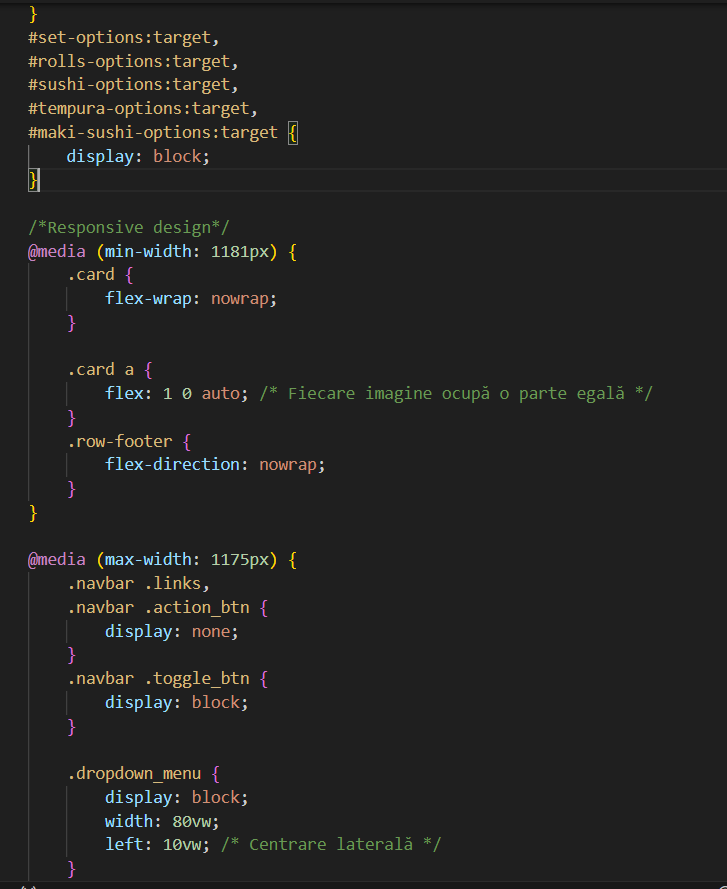 }
#set-options:target,
#rolls-options:target,
#sushi-options:target,
#tempura-options:target,
#maki-sushi-options:target {
    display: block;
}

/*Responsive design*/
@media (min-width: 1181px) {
    .card {
        flex-wrap: nowrap;
    }

    .card a {
        flex: 1 0 auto; /* Fiecare imagine ocupă o parte egală */
    }
    .row-footer {
        flex-direction: nowrap;
    }
}

@media (max-width: 1175px) {
    .navbar .links,
    .navbar .action_btn {
        display: none;
    }
    .navbar .toggle_btn {
        display: block;
    }

    .dropdown_menu {
        display: block;
        width: 80vw;
        left: 10vw; /* Centrare laterală */
    }